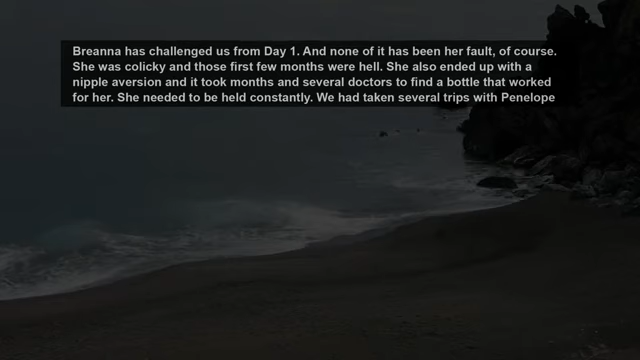 Breanna has challenged us from Day 1. And none of it has been her fault, of course.
She was colicky and those first few months were hell. She also ended up with a
nipple aversion and it took months and several doctors to find a bottle that worked
for her. She needed to be held constantly. We had taken several trips with Penelope